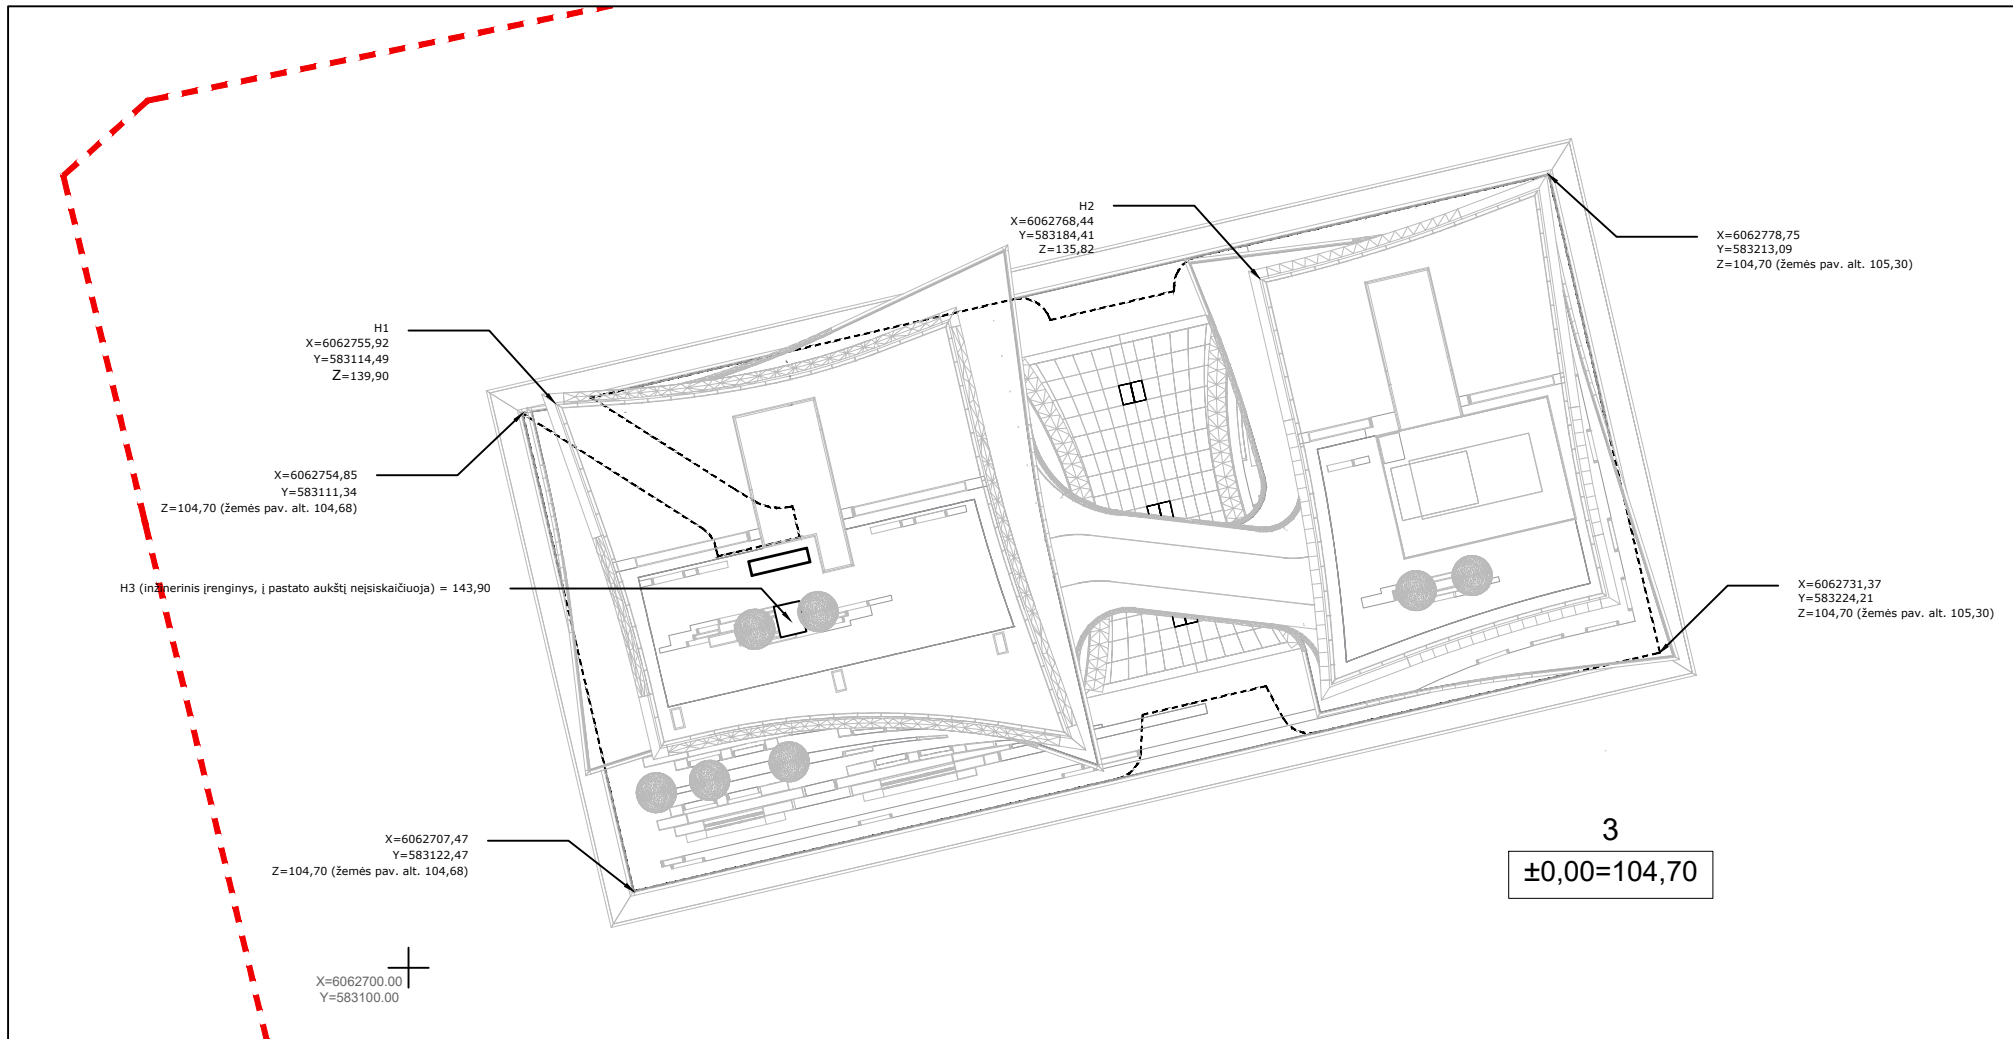 H2
X=6062768,44
Y=583184,41
Z=135,82
X=6062778,75
Y=583213,09
Z=104,70 (žemės pav. alt. 105,30)
H1
X=6062755,92
Y=583114,49
Z=139,90
X=6062754,85
Y=583111,34
Z=104,70 (žemės pav. alt. 104,68)
H3 (inžinerinis įrenginys, į pastato aukštį neįsiskaičiuoja) = 143,90
X=6062731,37
Y=583224,21
Z=104,70 (žemės pav. alt. 105,30)
X=6062707,47
Y=583122,47
Z=104,70 (žemės pav. alt. 104,68)
3
±0,00=104,70
X=6062700.00
Y=583100.00